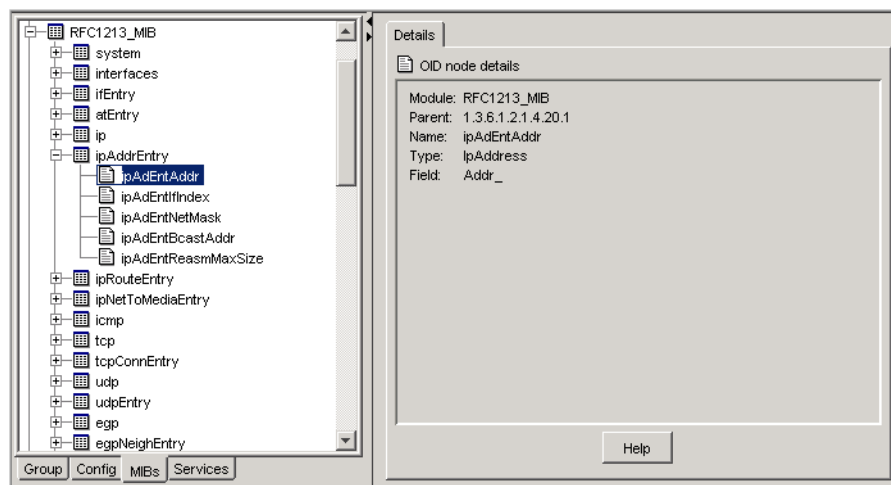 RFC1213_MIB
system
interfaces
ifEntry
atEntry
ip
ipAddrEntry
ipAdEntAddr
ipAdEntIfIndex
ipAdEntNetMask
ipAdEntBcastAddr
ipAdEntReasmMaxSize
ipRouteEntry
ipNetToMediaEntry
icmp
tcp
tcpConnEntry
udp
udpEntry
egp
egpNeighEntry
Group Config MIBs Services
Details
OID node details
Module: RFC1213_MIB
Parent: 1.3.6.1.2.1.4.20.1
Name: ipAdEntAddr
Type: IpAddress
Field: Addr_
Help